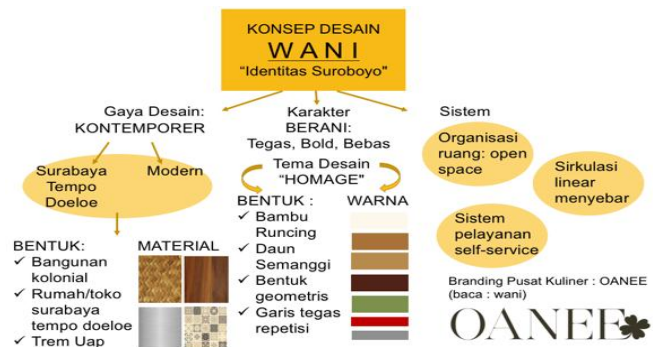 KONSEP DESAIN
WANI
"Identitas Suroboyo"
Gaya Desain:
KONTEMPORER
Surabaya
Tempo
Doeloe
Modern
BENTUK:
✓ Bangunan
kolonial
✓ Rumah/toko
surabaya
tempo doeloe
✓ Trem Uap
MATERIAL
Karakter
BERANI:
Tegas, Bold, Bebas
Tema Desain
"HOMAGE"
BENTUK :
✓ Bambu
Runcing
✓ Daun
Semanggi
✓ Bentuk
geometris
✓ Garis tegas
repetisi
WARNA
Sistem
Organisasi
ruang: open
space
Sirkulasi
linear
menyebar
Sistem
pelayanan
self-service
Branding Pusat Kuliner : OANEE
(baca : wani)
OANEE